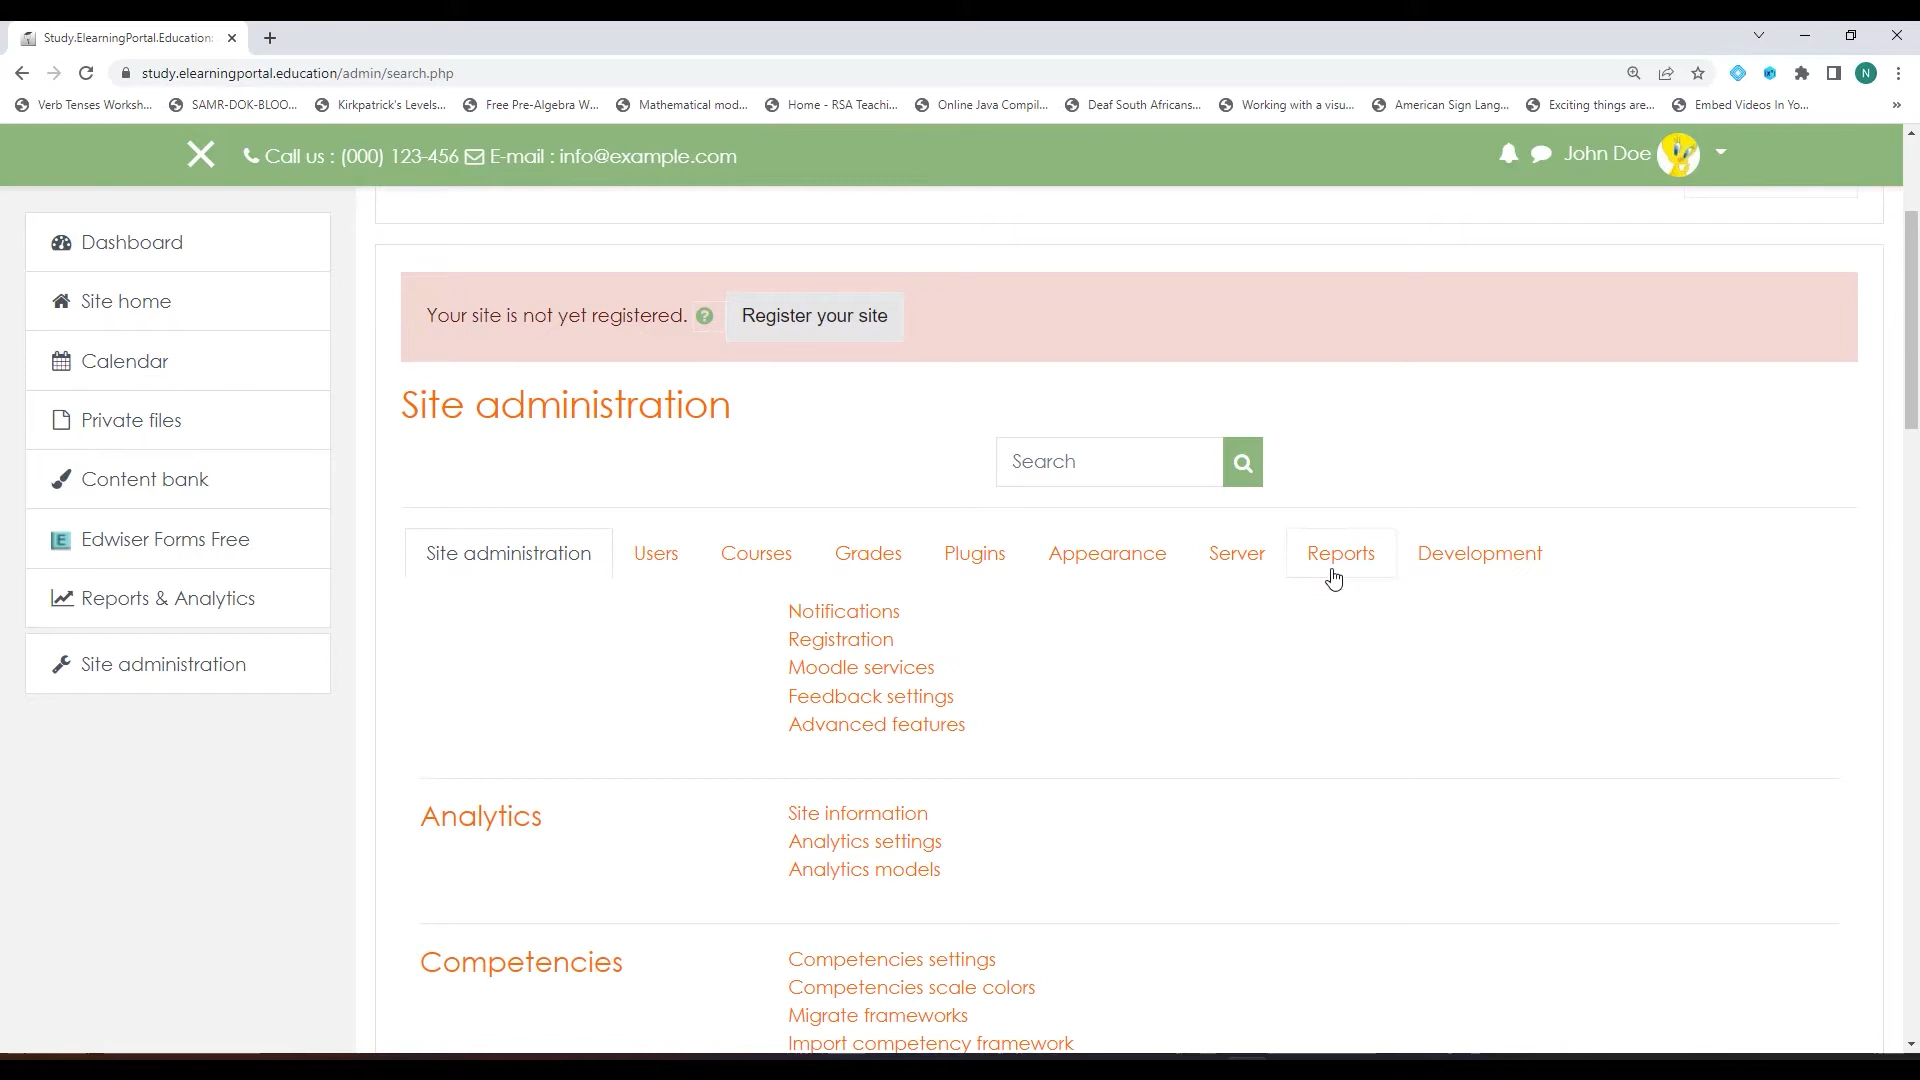 Study.ElearningPortal.Education:
study.elearningportal.education/admin/search.php
N
Verb Tenses Worksh... SAMR-DOK-BLOO... Kirkpatrick's Levels... Free Pre-Algebra W... Mathematical mod... Home - RSA Teachi... Online Java Compil... Deaf South Africans... Working with a visu... American Sign Lang... Exciting things are... Embed Videos In Yo... »
Call us : (000) 123-456 E-mail : info@example.com John Doe
Dashboard
Site home
Calendar
Private files
Content bank
E Edwiser Forms Free
Reports & Analytics
Site administration
Your site is not yet registered. ? Register your site
Site administration
Search
Site administration Users Courses Grades Plugins Appearance Server Reports Development
Notifications
Registration
Moodle services
Feedback settings
Advanced features
Analytics
Site information
Analytics settings
Analytics models
Competencies
Competencies settings
Competencies scale colors
Migrate frameworks
Import competency framework